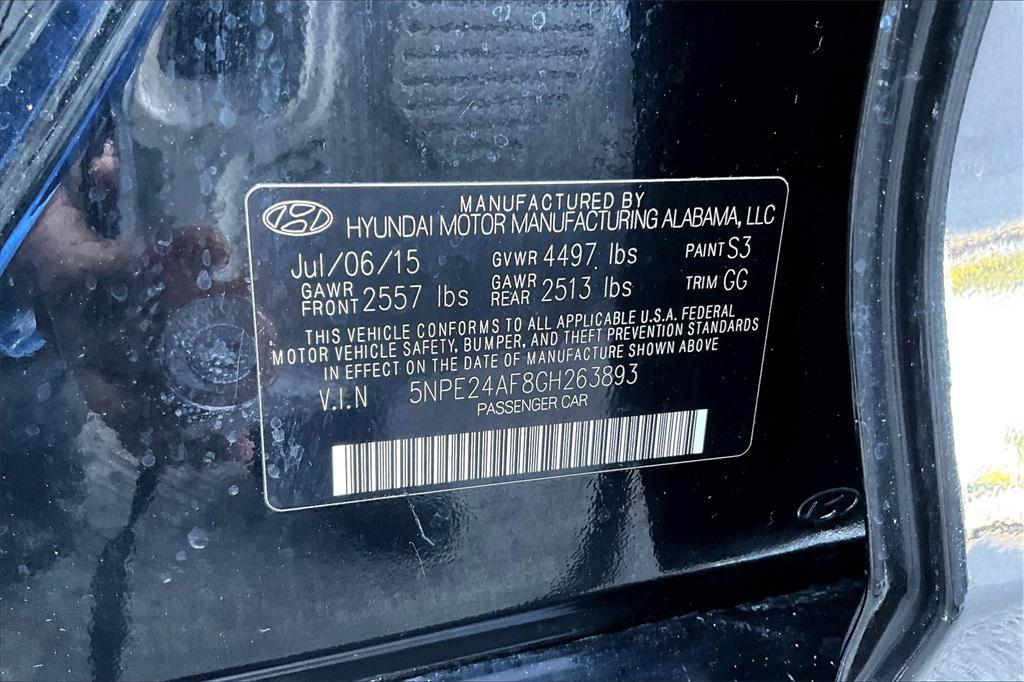 MANUFACTURED BY
HYUNDAI MOTOR MANUFACTURING ALABAMA, LLC
Jul/06/15 GVWR 4497 lbs PAINT S3
GAWR FRONT 2557 lbs GAWR REAR 2513 lbs TRIM GG
THIS VEHICLE CONFORMS TO ALL APPLICABLE U.S.A. FEDERAL
MOTOR VEHICLE SAFETY, BUMPER, AND THEFT PREVENTION STANDARDS
IN EFFECT ON THE DATE OF MANUFACTURE SHOWN ABOVE
V.I.N 5NPE24AF8GH263893
PASSENGER CAR